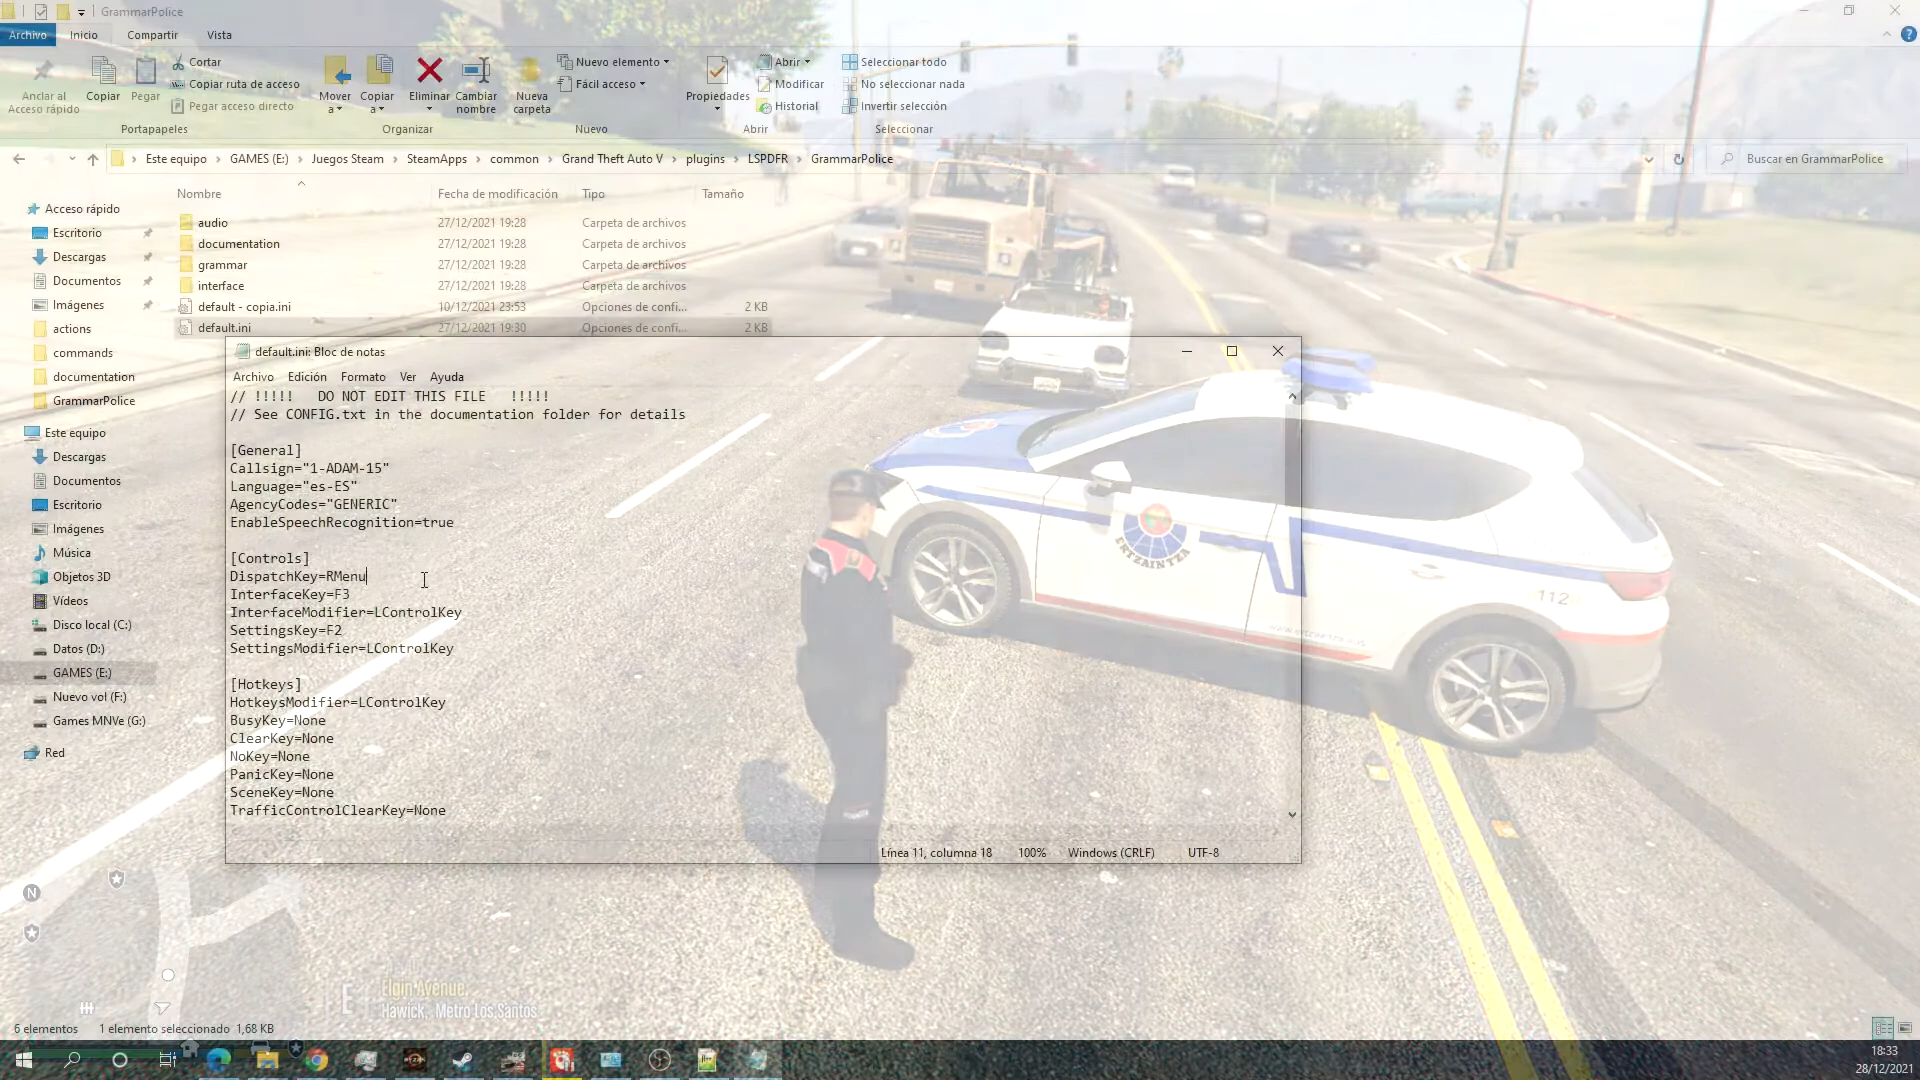 GrammarPolice
Archivo Inicio Compartir Vista
Anclar al Acceso rápido
Copiar
Pegar
Cortar
Copiar ruta de acceso
Pegar acceso directo
Portapapeles
Mover a
Copiar a
Eliminar
Cambiar nombre
Organizar
Nueva carpeta
Nuevo elemento
Fácil acceso
Nuevo
Propiedades
Abrir
Modificar
Historial
Abrir
Seleccionar todo
No seleccionar nada
Invertir selección
Seleccionar
Este equipo > GAMES (E:) > Juegos Steam > SteamApps > common > Grand Theft Auto V > plugins > LSPDFR > GrammarPolice
Buscar en GrammarPolice
Nombre Fecha de modificación Tipo Tamaño
audio 27/12/2021 19:28 Carpeta de archivos
documentation 27/12/2021 19:28 Carpeta de archivos
grammar 27/12/2021 19:28 Carpeta de archivos
interface 27/12/2021 19:28 Carpeta de archivos
default - copia.ini 10/12/2021 23:53 Opciones de confi... 2 KB
default.ini 27/12/2021 19:30 Opciones de confi... 2 KB
Acceso rápido
Escritorio
Descargas
Documentos
Imágenes
actions
commands
documentation
GrammarPolice
Este equipo
Descargas
Documentos
Escritorio
Imágenes
Música
Objetos 3D
Vídeos
Disco local (C:)
Datos (D:)
GAMES (E:)
Nuevo vol (F:)
Games MNVe (G:)
Red
default.ini: Bloc de notas
Archivo Edición Formato Ver Ayuda
// !!!!! DO NOT EDIT THIS FILE !!!!!
// See CONFIG.txt in the documentation folder for details
[General]
Callsign="1-ADAM-15"
Language="es-ES"
AgencyCodes="GENERIC"
EnableSpeechRecognition=true
[Controls]
DispatchKey=RMenu
InterfaceKey=F3
InterfaceModifier=LControlKey
SettingsKey=F2
SettingsModifier=LControlKey
[Hotkeys]
HotkeysModifier=LControlKey
BusyKey=None
ClearKey=None
NoKey=None
PanicKey=None
SceneKey=None
TrafficControlClearKey=None
Línea 11, columna 18 100% Windows (CRLF) UTF-8
ERTZAINTZA
112
N
E
Elgin Avenue,
Hawick, Metro Los Santos
6 elementos 1 elemento seleccionado 1,68 KB
18:33
28/12/2021